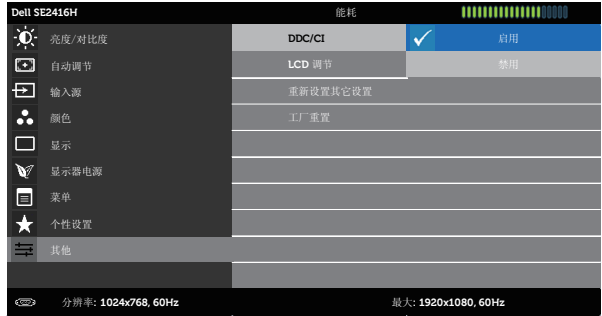 Dell SE2416H 能耗
亮度/对比度 DDC/CI 启用
自动调节 LCD 调节 禁用
输入源 重新设置其它设置
颜色 工厂重置
显示
显示器电源
菜单
个性设置
其他
分辨率: 1024x768, 60Hz 最大: 1920x1080, 60Hz